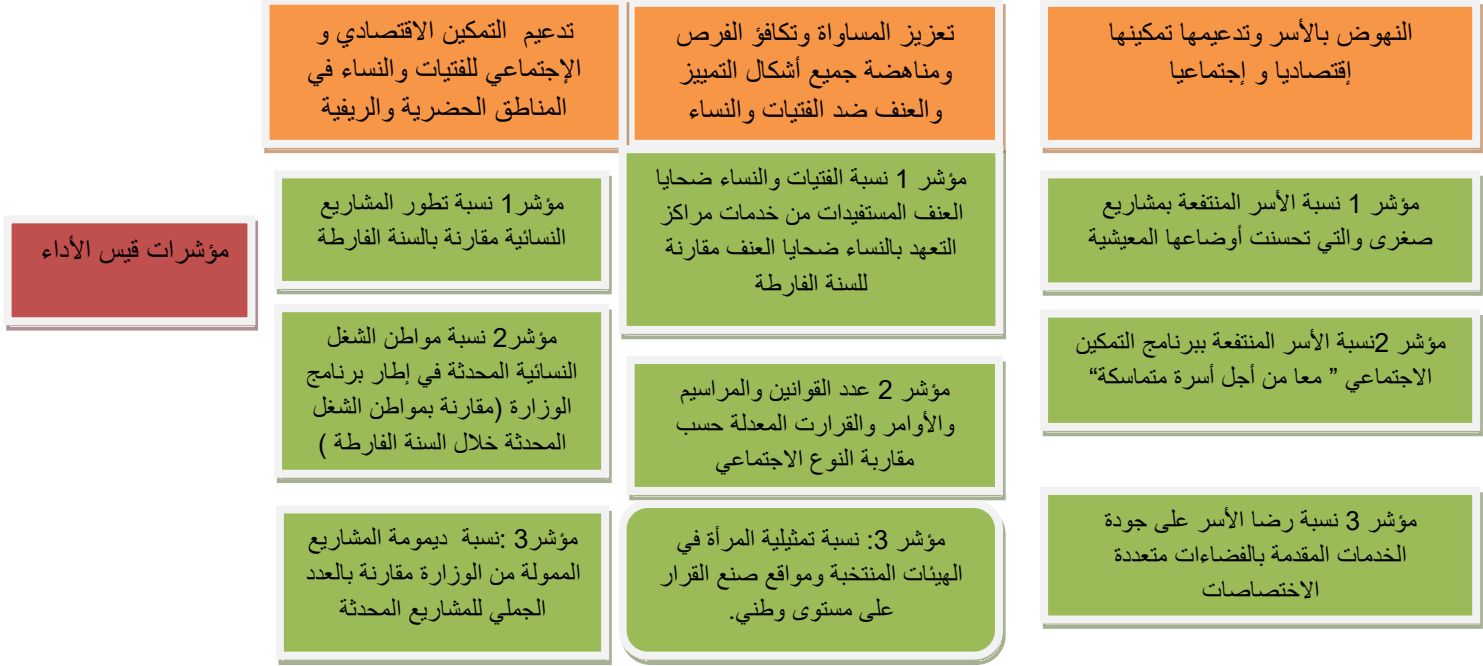 النهوض بالأسر وتدعيمها تمكينها
إقتصاديا و إجتماعيا
تعزيز المساواة وتكافؤ الفرص
ومناهضة جميع أشكال التمييز
والعنف ضد الفتيات والنساء
تدعيم التمكين الاقتصادي و
الإجتماعي للفتيات والنساء في
المناطق الحضرية والريفية
مؤشرات قيس الأداء
مؤشر 1 نسبة الأسر المنتفعة بمشاريع
صغرى والتي تحسنت أوضاعها المعيشية
مؤشر 2نسبة الأسر المنتفعة ببرنامج التمكين
الاجتماعي ” معا من أجل أسرة متماسكة“
مؤشر 3 نسبة رضا الأسر على جودة
الخدمات المقدمة بالفضاءات متعددة
الاختصاصات
مؤشر 1 نسبة الفتيات والنساء ضحايا
العنف المستفيدات من خدمات مراكز
التعهد بالنساء ضحايا العنف مقارنة
للسنة الفارطة
مؤشر 2 عدد القوانين والمراسيم
والأوامر والقرارت المعدلة حسب
مقاربة النوع الاجتماعي
مؤشر 3: نسبة تمثيلية المرأة في
الهيئات المنتخبة ومواقع صنع القرار
على مستوى وطني.
مؤشر1 نسبة تطور المشاريع
النسائية مقارنة بالسنة الفارطة
مؤشر2 نسبة مواطن الشغل
النسائية المحدثة في إطار برنامج
الوزارة (مقارنة بمواطن الشغل
المحدثة خلال السنة الفارطة )
مؤشر3 :نسبة ديمومة المشاريع
الممولة من الوزارة مقارنة بالعدد
الجملي للمشاريع المحدثة